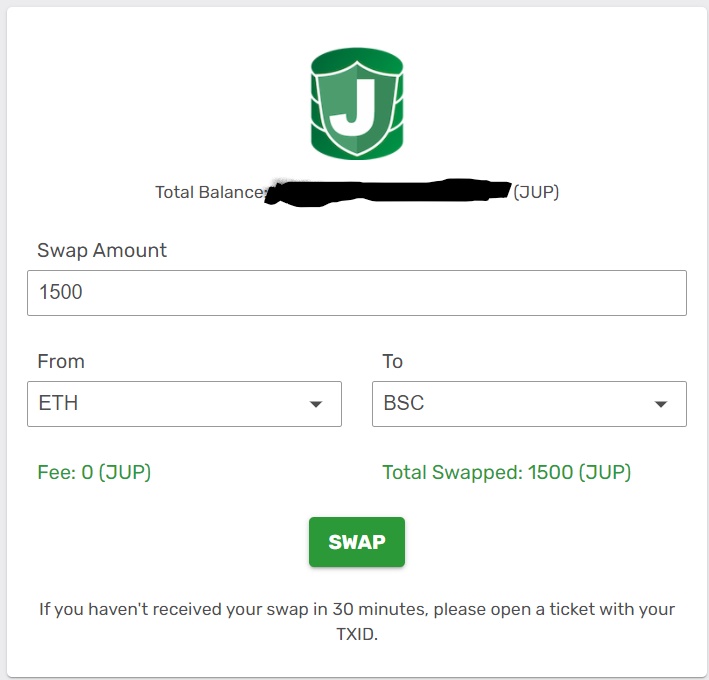 J
Total Balance: (JUP)
Swap Amount
1500
From To
ETH BSC
Fee: 0 (JUP) Total Swapped: 1500 (JUP)
SWAP
If you haven't received your swap in 30 minutes, please open a ticket with your
TXID.